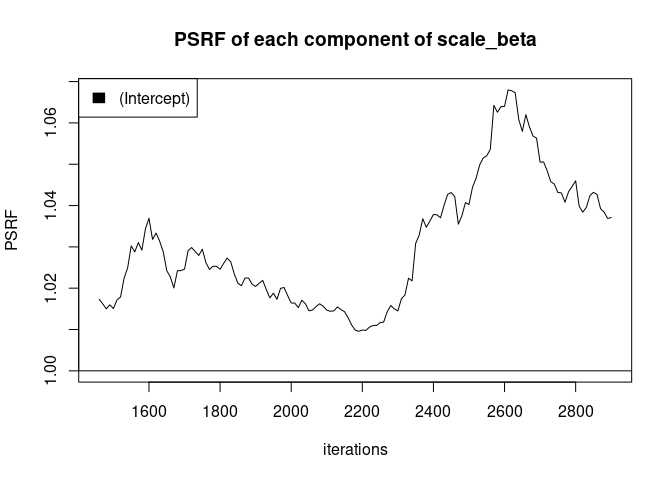 PSRF of each component of scale_beta
(Intercept)
PSRF
1.06
1.04
1.02
1.00
1600 1800 2000 2200 2400 2600 2800
iterations